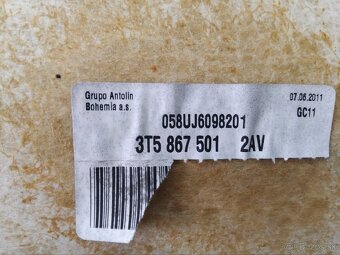 Grupo Antolin
Bohemia a.s.
07.06.2011
GC11
058UJ6098201
3T5 867 501 2AV